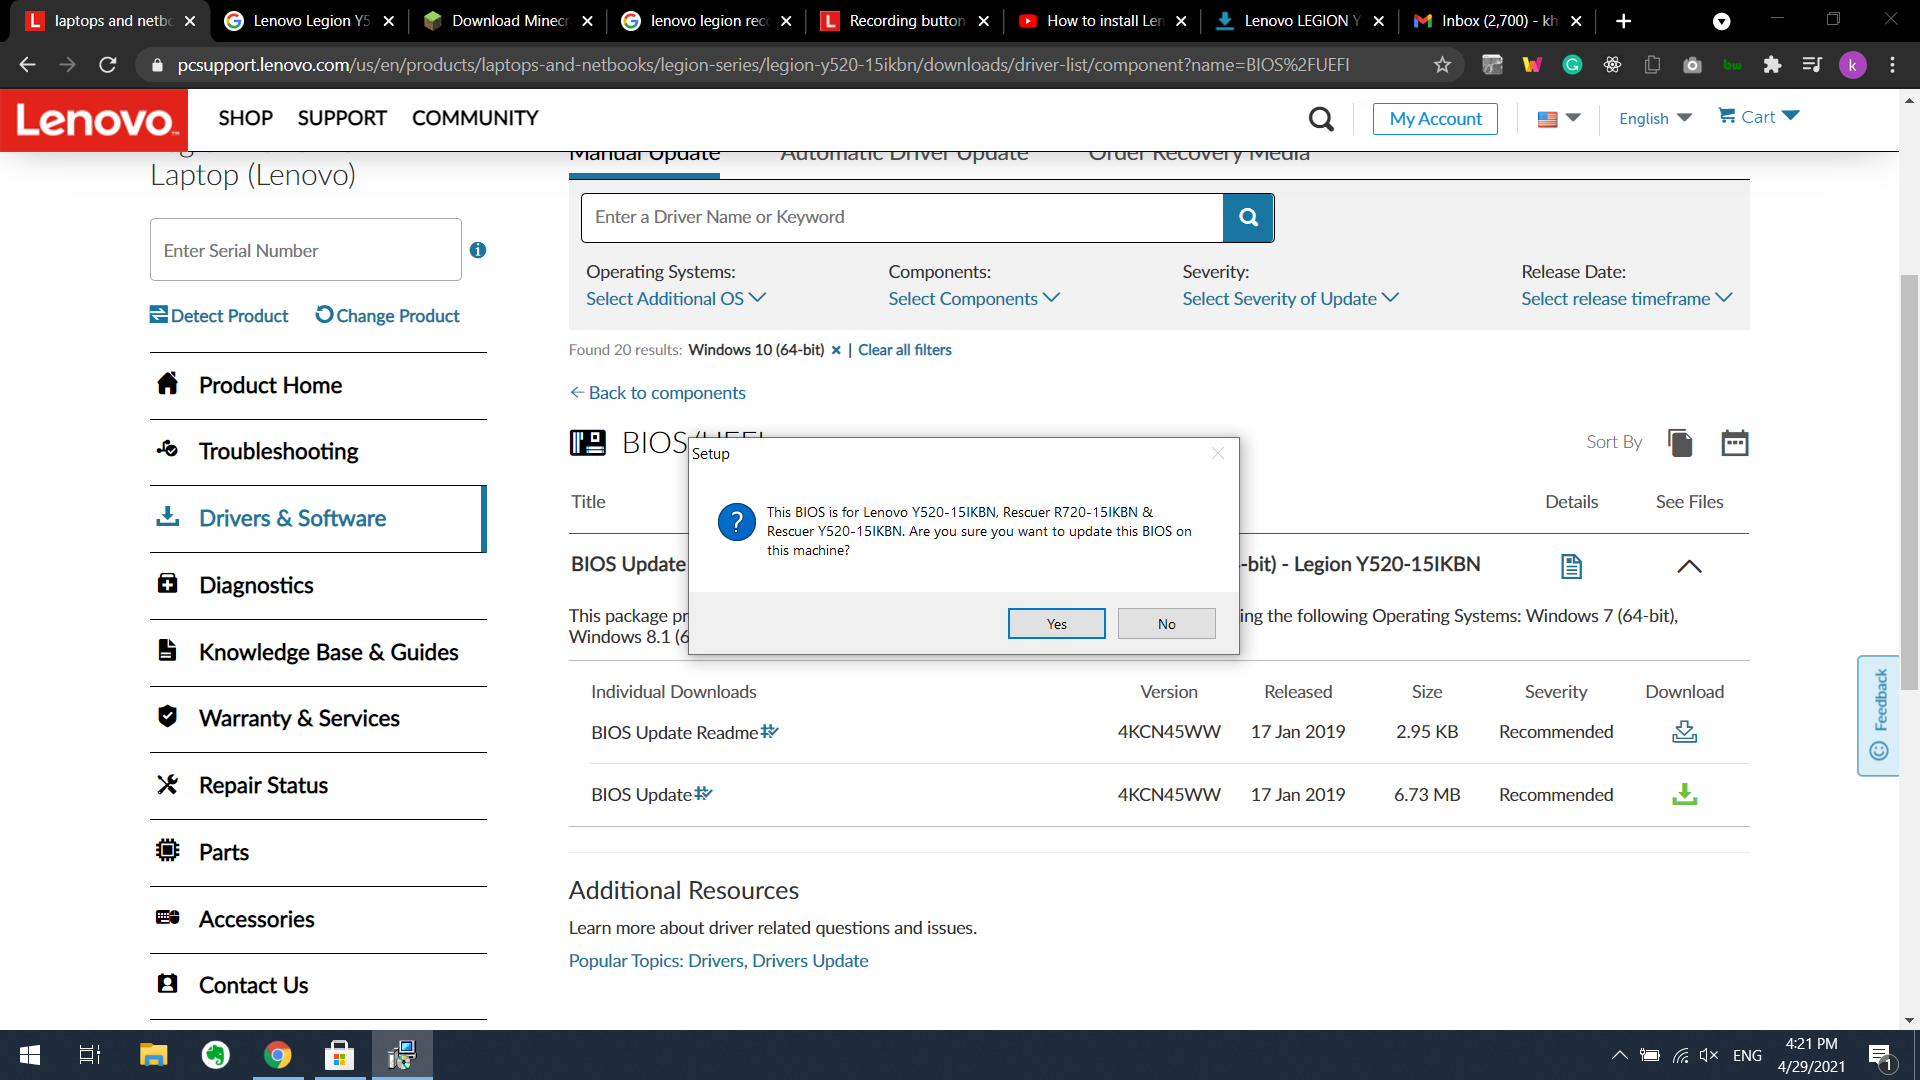 laptops and netbo
Lenovo Legion Y5
Download Minecr
lenovo legion rec
Recording button
How to install Len
Lenovo LEGION Y
Inbox (2,700) - kh
pcsupport.lenovo.com/us/en/products/laptops-and-netbooks/legion-series/legion-y520-15ikbn/downloads/driver-list/component?name=BIOS%2FUEFI
k
Lenovo
SHOP SUPPORT COMMUNITY
My Account
English
Cart
Laptop (Lenovo)
Enter Serial Number
Detect Product
Change Product
Product Home
Troubleshooting
Drivers & Software
Diagnostics
Knowledge Base & Guides
Warranty & Services
Repair Status
Parts
Accessories
Contact Us
Manual Update
Automatic Driver Update
Order Recovery Media
Enter a Driver Name or Keyword
Operating Systems:
Select Additional OS
Components:
Select Components
Severity:
Select Severity of Update
Release Date:
Select release timeframe
Found 20 results: Windows 10 (64-bit) × | Clear all filters
Back to components
BIOS/UEFI
Sort By
Title
Details
See Files
BIOS Update
-bit) - Legion Y520-15IKBN
This package pr
ing the following Operating Systems: Windows 7 (64-bit),
Windows 8.1 (6
Setup
This BIOS is for Lenovo Y520-15IKBN, Rescuer R720-15IKBN &
Rescuer Y520-15IKBN. Are you sure you want to update this BIOS on
this machine?
Yes
No
Individual Downloads Version Released Size Severity Download
BIOS Update Readme 4KCN45WW 17 Jan 2019 2.95 KB Recommended
BIOS Update 4KCN45WW 17 Jan 2019 6.73 MB Recommended
Additional Resources
Learn more about driver related questions and issues.
Popular Topics: Drivers, Drivers Update
Feedback
ENG
4:21 PM
4/29/2021
1